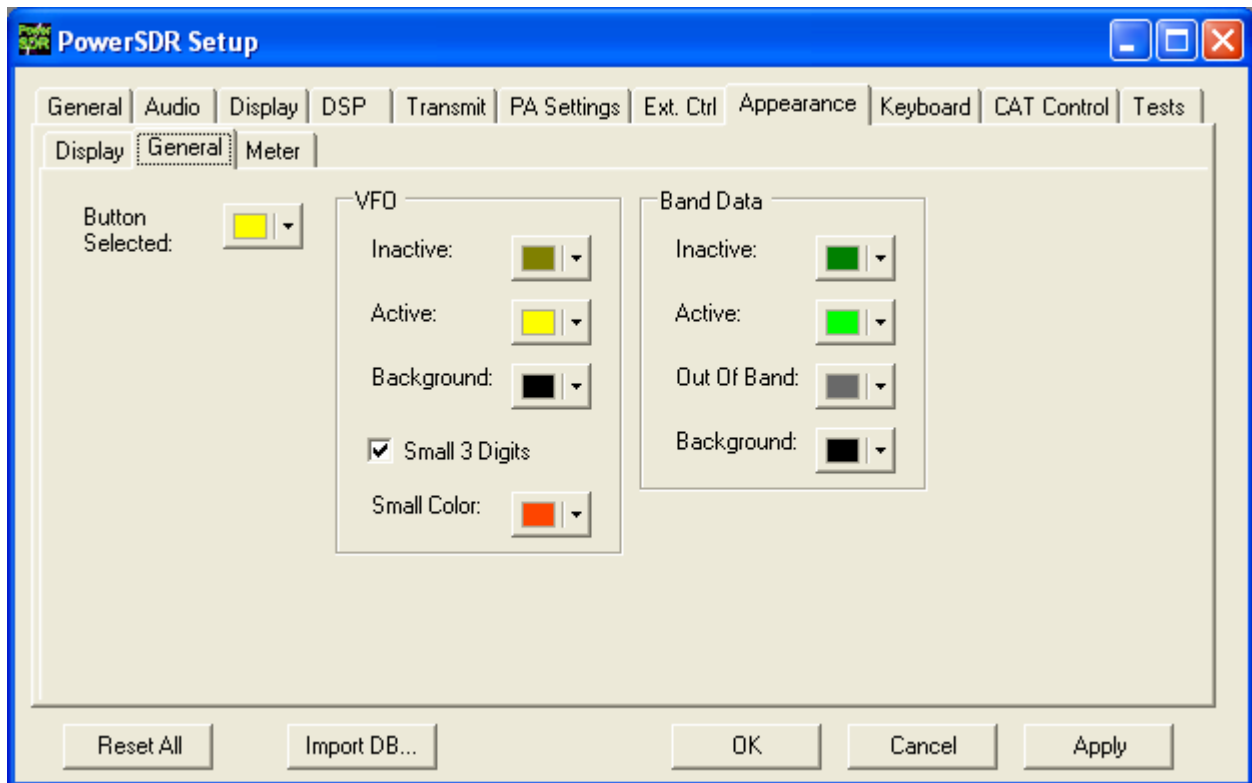 Power SDR PowerSDR Setup
General Audio Display DSP Transmit PA Settings Ext. Ctrl Appearance Keyboard CAT Control Tests
Display General Meter
Button
Selected:
VFO
Inactive:
Active:
Background:
Small 3 Digits
Small Color:
Band Data
Inactive:
Active:
Out Of Band:
Background:
Reset All Import DB... OK Cancel Apply